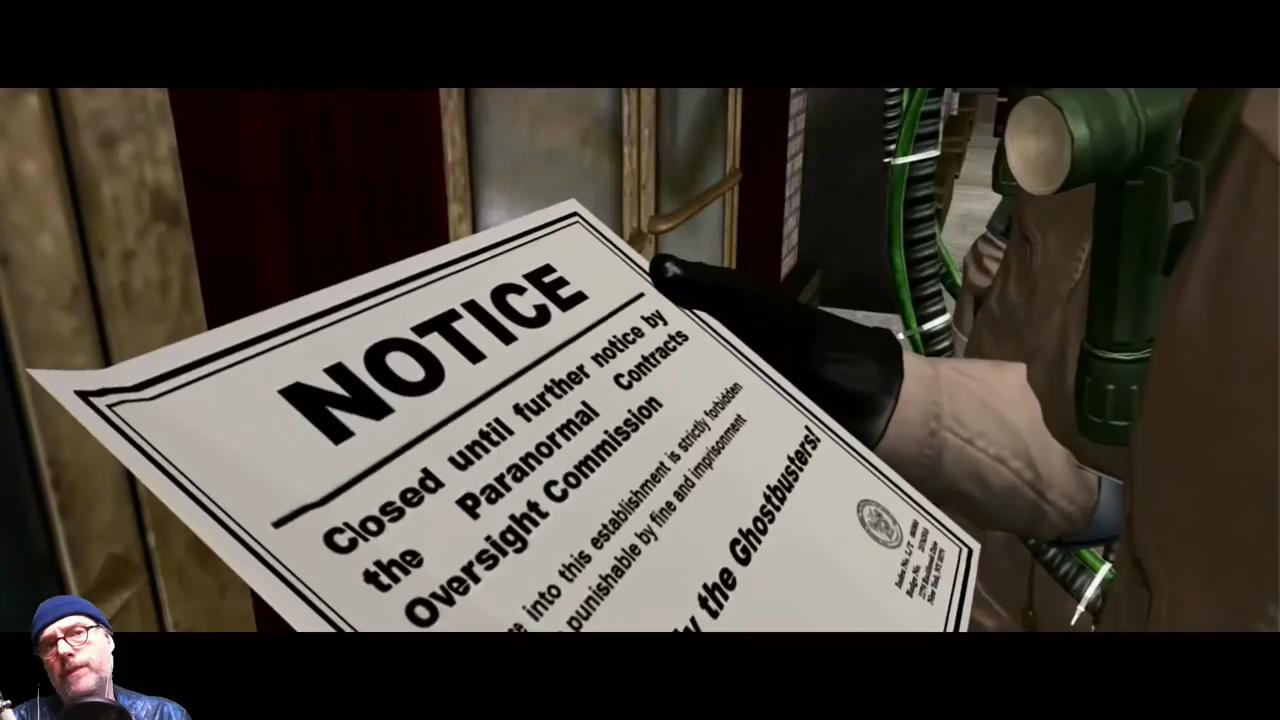 NOTICE
Closed until further notice by
the Paranormal Contracts
Oversight Commission
into this establishment is strictly forbidden
punishable by fine and imprisonment
the Ghostbusters!